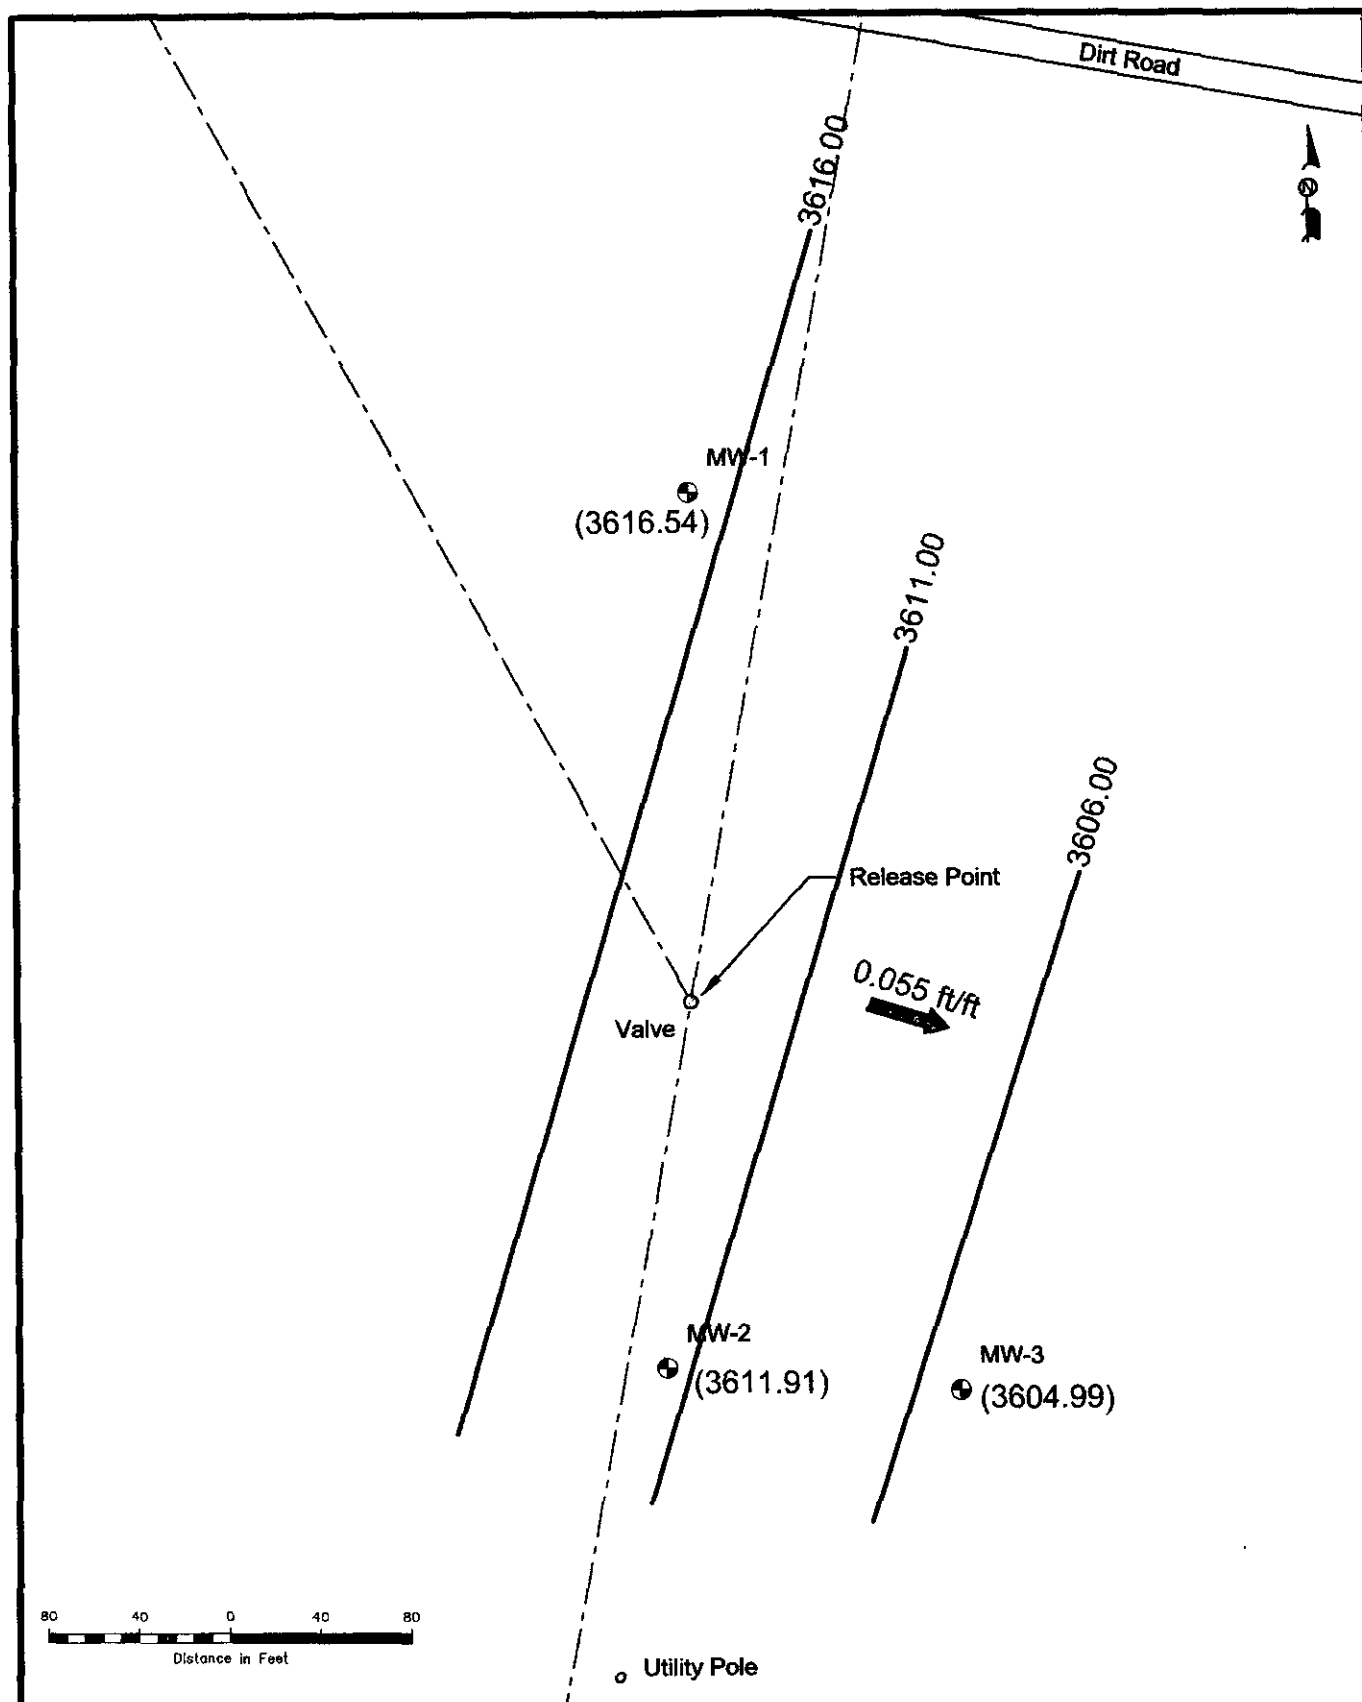 Dirt Road
3616.00
MW-1
(3616.54)
3611.00
3606.00
Release Point
0.055 ft/ft
Valve
MW-2
(3611.91)
MW-3
(3604.99)
80 40 0 40 80
Distance in Feet
Utility Pole